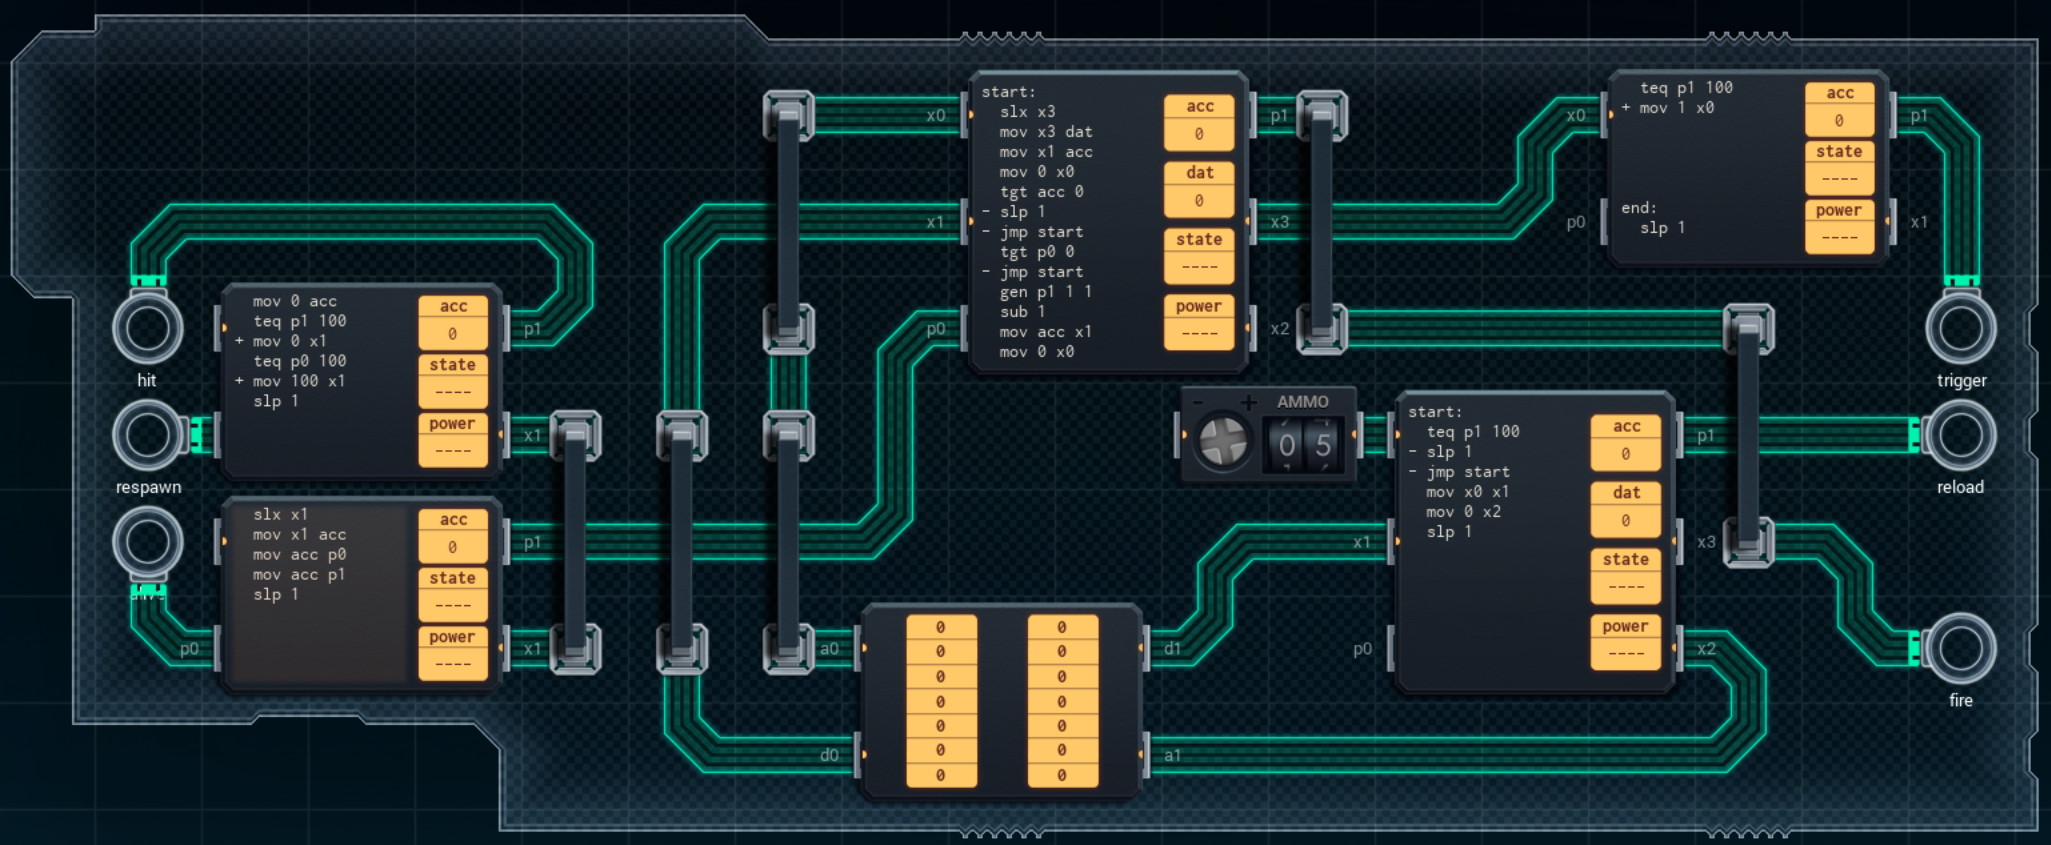 start:
slx x3
mov x3 dat
mov x1 acc
mov 0 x0
tgt acc 0
- slp 1
- jmp start
tgt p0 0
- jmp start
gen p1 1 1
sub 1
mov acc x1
mov 0 x0
acc
0
dat
0
state
----
power
----
x0
x1
p0
p1
x3
x2
teq p1 100
+ mov 1 x0
end:
slp 1
acc
0
state
----
power
----
x0
p0
p1
x1
hit
respawn
mov 0 acc
teq p1 100
+ mov 0 x1
teq p0 100
+ mov 100 x1
slp 1
acc
0
state
----
power
----
p1
x1
slx x1
mov x1 acc
mov acc p0
mov acc p1
slp 1
acc
0
state
----
power
----
p0
p1
x1
- + AMMO
0 5
start:
teq p1 100
- slp 1
- jmp start
mov x0 x1
mov 0 x2
slp 1
acc
0
dat
0
state
----
power
----
x1
p0
p1
x3
x2
trigger
reload
fire
a0
d0
0
0
0
0
0
0
0
0
0
0
0
0
0
0
d1
a1